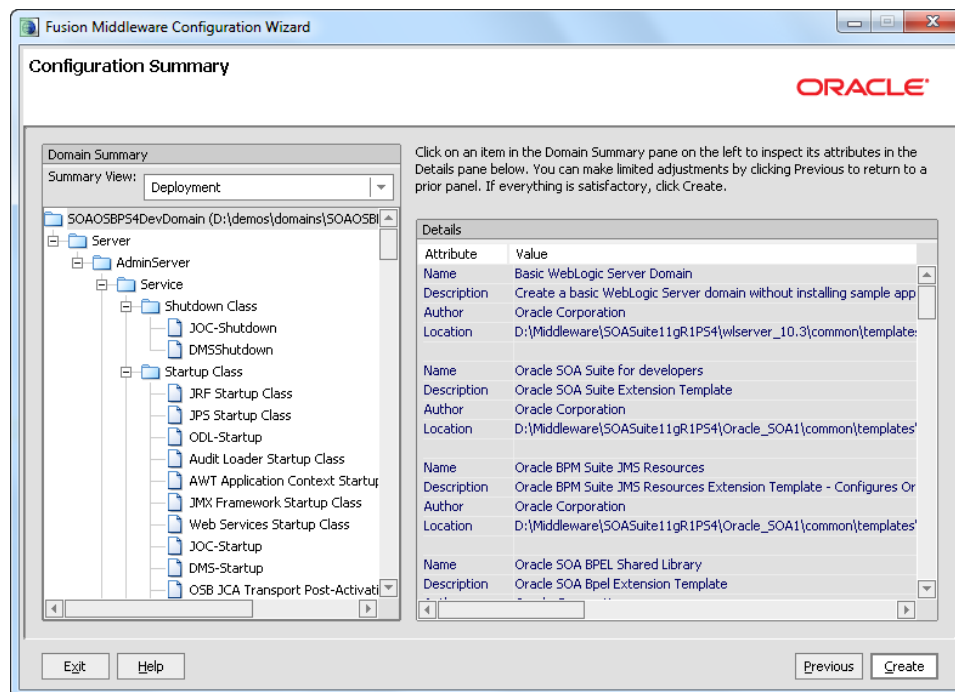 Fusion Middleware Configuration Wizard
Configuration Summary
ORACLE
Domain Summary
Summary View:
Deployment
SOAOSBPS4DevDomain (D:\demos\domains\SOAOSB
Server
AdminServer
Service
Shutdown Class
JOC-Shutdown
DMSShutdown
Startup Class
JRF Startup Class
JPS Startup Class
ODL-Startup
Audit Loader Startup Class
AWT Application Context Startup
JMX Framework Startup Class
Web Services Startup Class
JOC-Startup
DMS-Startup
OSB JCA Transport Post-Activati
Click on an item in the Domain Summary pane on the left to inspect its attributes in the
Details pane below. You can make limited adjustments by clicking Previous to return to a
prior panel. If everything is satisfactory, click Create.
Details
Attribute Value
Name Basic WebLogic Server Domain
Description Create a basic WebLogic Server domain without installing sample app
Author Oracle Corporation
Location D:\Middleware\SOASuite11gR1PS4\wlserver_10.3\common\templates
Name Oracle SOA Suite for developers
Description Oracle SOA Suite Extension Template
Author Oracle Corporation
Location D:\Middleware\SOASuite11gR1PS4\Oracle_SOA1\common\templates
Name Oracle BPM Suite JMS Resources
Description Oracle BPM Suite JMS Resources Extension Template - Configures Or
Author Oracle Corporation
Location D:\Middleware\SOASuite11gR1PS4\Oracle_SOA1\common\templates
Name Oracle SOA BPEL Shared Library
Description Oracle SOA Bpel Extension Template
Exit Help Previous Create